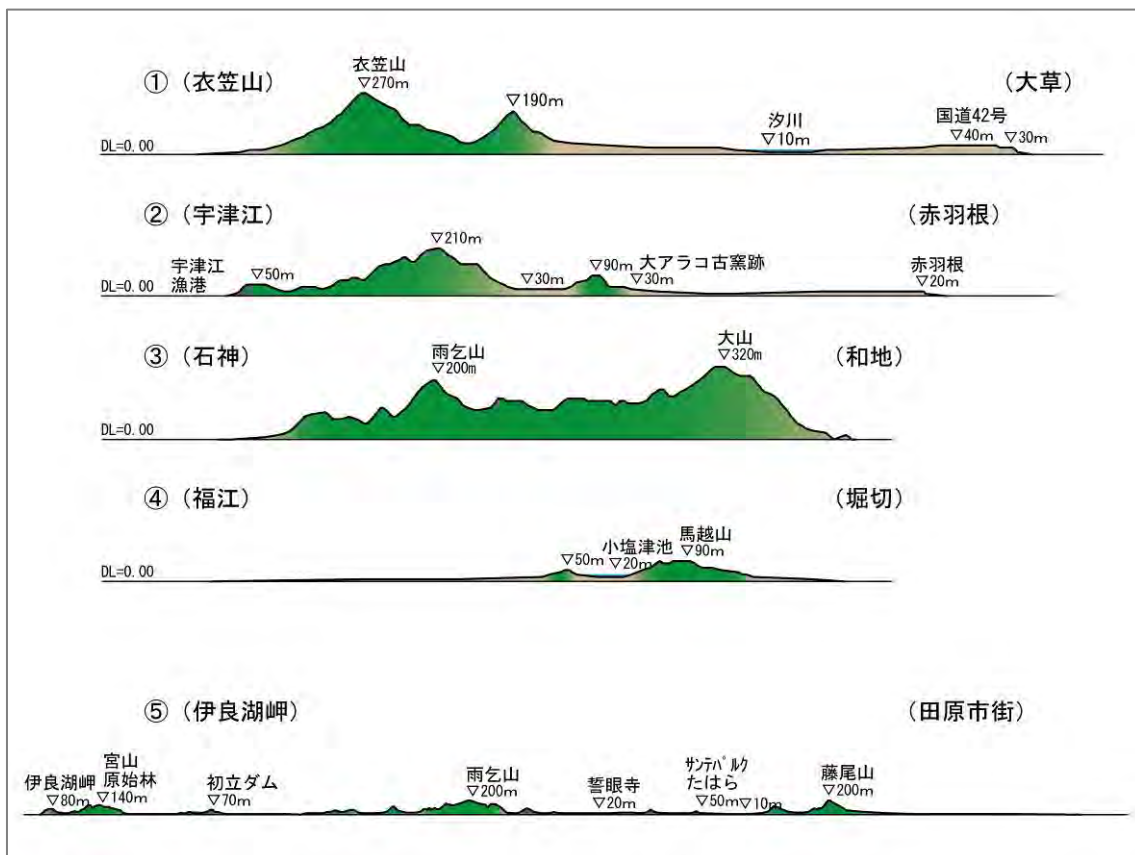 ①（衣笠山）
（大草）
衣笠山
▽270m
▽190m
汐川
▽10m
国道42号
▽40m
▽30m
DL=0.00
②（宇津江）
（赤羽根）
宇津江
漁港
▽50m
▽210m
▽30m
▽90m
大アラコ古窯跡
▽30m
赤羽根
▽20m
DL=0.00
③（石神）
（和地）
雨乞山
▽200m
大山
▽320m
DL=0.00
④（福江）
（堀切）
▽50m
小塩津池
▽20m
馬越山
▽90m
DL=0.00
⑤（伊良湖岬）
（田原市街）
伊良湖岬
▽80m
宮山
原始林
▽140m
初立ダム
▽70m
雨乞山
▽200m
誓眼寺
▽20m
ｻﾝﾃﾊﾟﾙｸ
たはら
▽50m
▽10m
藤尾山
▽200m